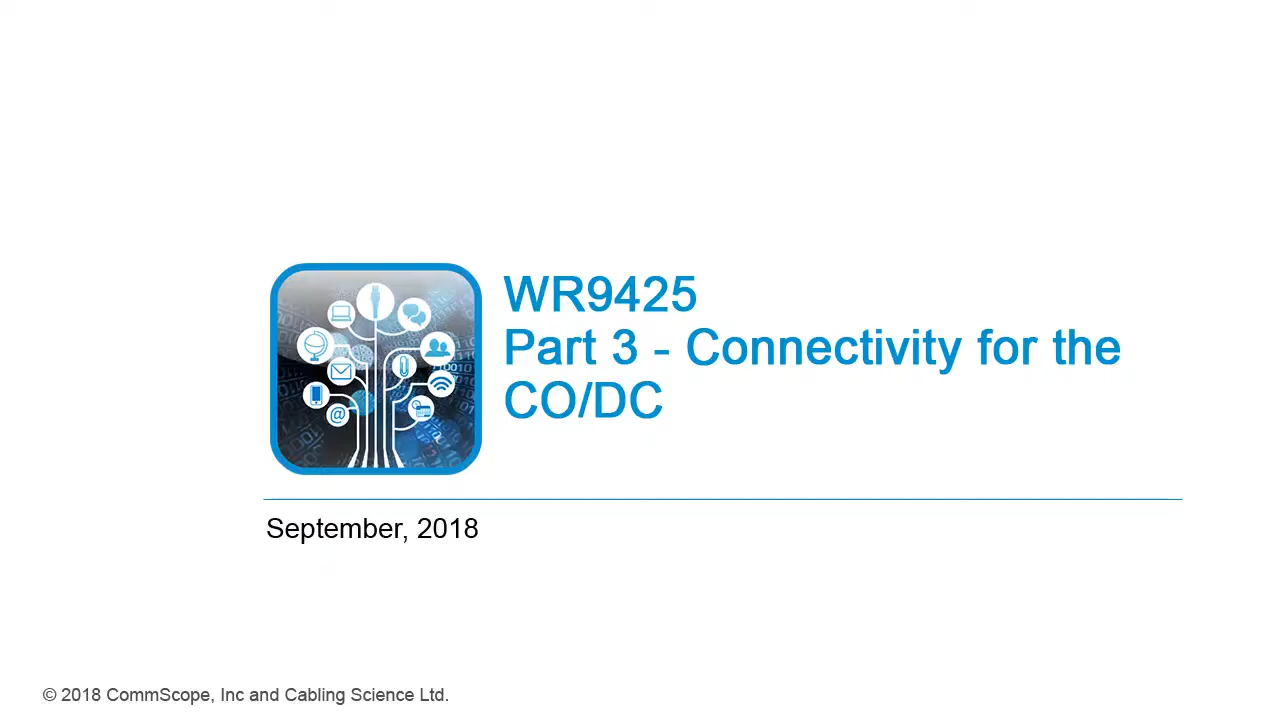 WR9425
Part 3 - Connectivity for the
CO/DC
September, 2018
© 2018 CommScope, Inc and Cabling Science Ltd.